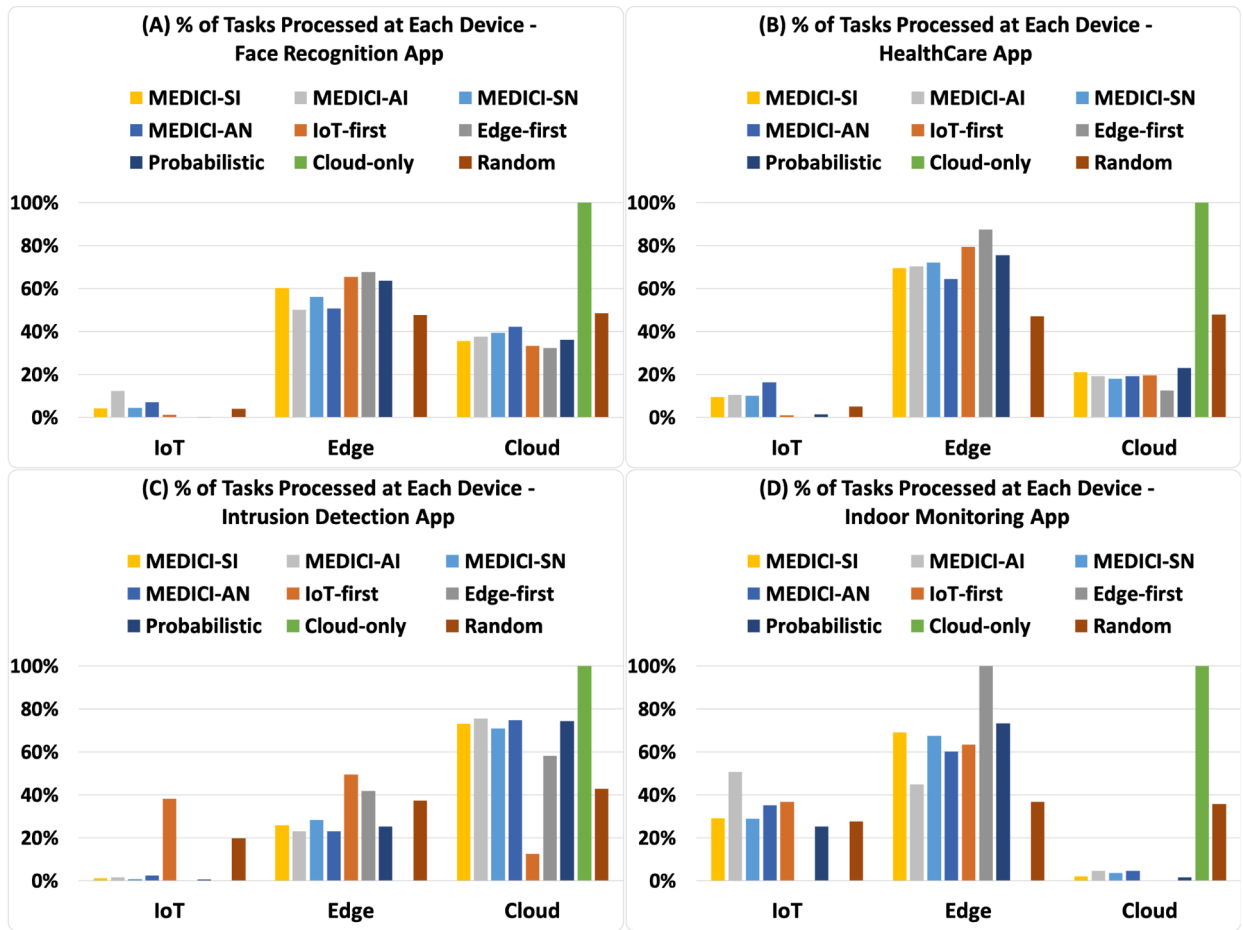 (A) % of Tasks Processed at Each Device -
Face Recognition App
MEDICI-SI MEDICI-AI MEDICI-SN
MEDICI-AN IoT-first Edge-first
Probabilistic Cloud-only Random
100%
80%
60%
40%
20%
0%
IoT Edge Cloud
(B) % of Tasks Processed at Each Device -
HealthCare App
MEDICI-SI MEDICI-AI MEDICI-SN
MEDICI-AN IoT-first Edge-first
Probabilistic Cloud-only Random
100%
80%
60%
40%
20%
0%
IoT Edge Cloud
(C) % of Tasks Processed at Each Device -
Intrusion Detection App
MEDICI-SI MEDICI-AI MEDICI-SN
MEDICI-AN IoT-first Edge-first
Probabilistic Cloud-only Random
100%
80%
60%
40%
20%
0%
IoT Edge Cloud
(D) % of Tasks Processed at Each Device -
Indoor Monitoring App
MEDICI-SI MEDICI-AI MEDICI-SN
MEDICI-AN IoT-first Edge-first
Probabilistic Cloud-only Random
100%
80%
60%
40%
20%
0%
IoT Edge Cloud